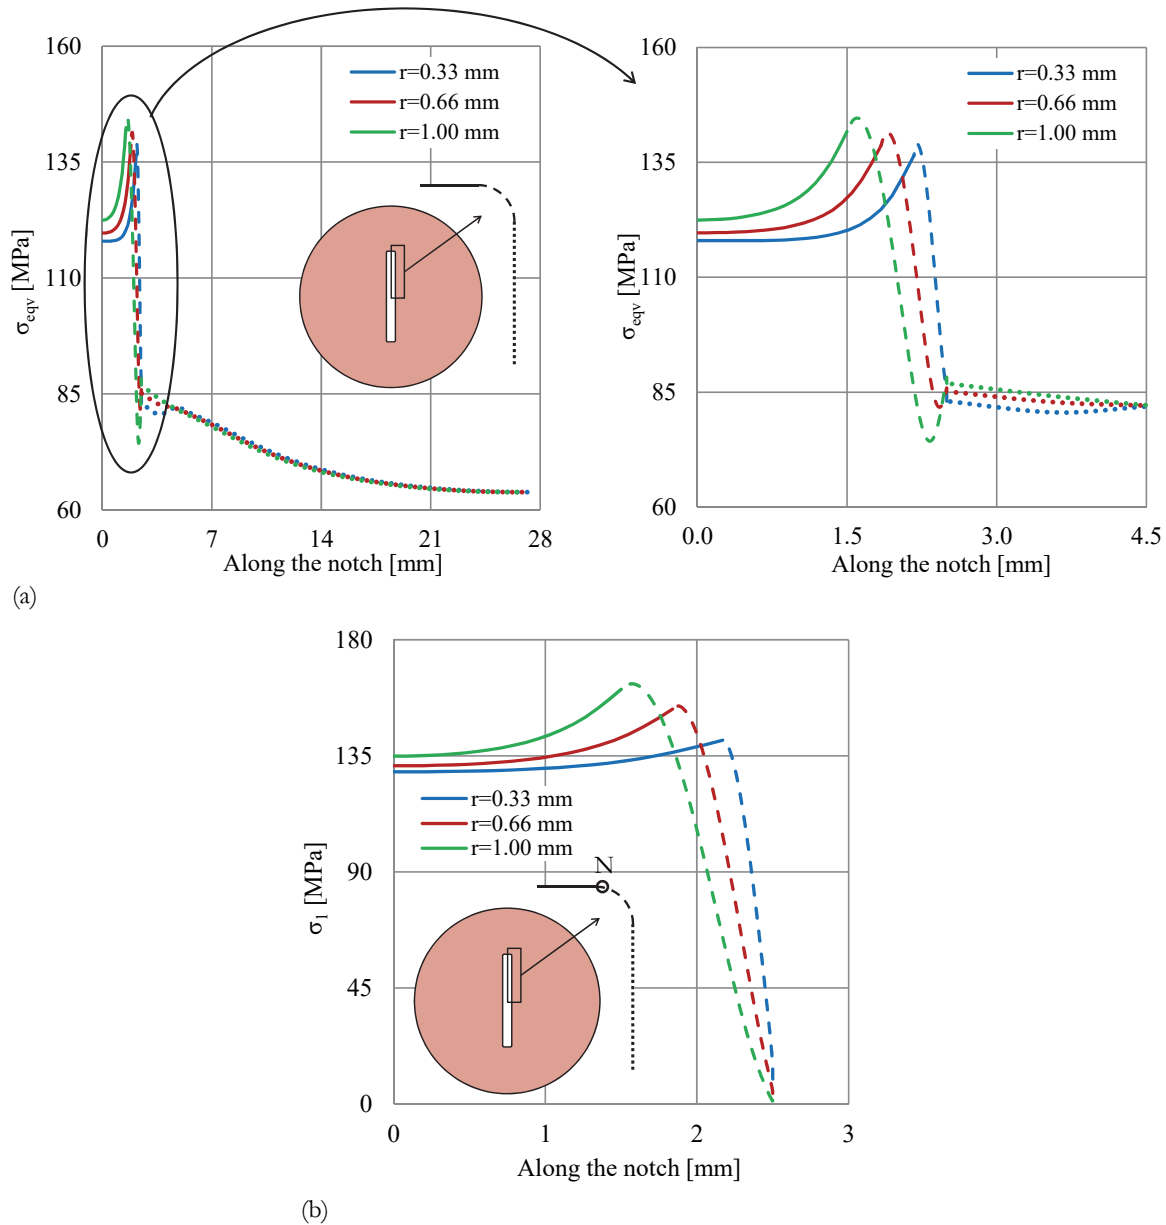 160
135
110
85
60
σeqv [MPa]
r=0.33 mm
r=0.66 mm
r=1.00 mm
0 7 14 21 28
Along the notch [mm]
160
135
110
85
60
σeqv [MPa]
r=0.33 mm
r=0.66 mm
r=1.00 mm
0.0 1.5 3.0 4.5
Along the notch [mm]
(a)
180
135
90
45
0
σ1 [MPa]
r=0.33 mm
r=0.66 mm
r=1.00 mm
N
0 1 2 3
Along the notch [mm]
(b)